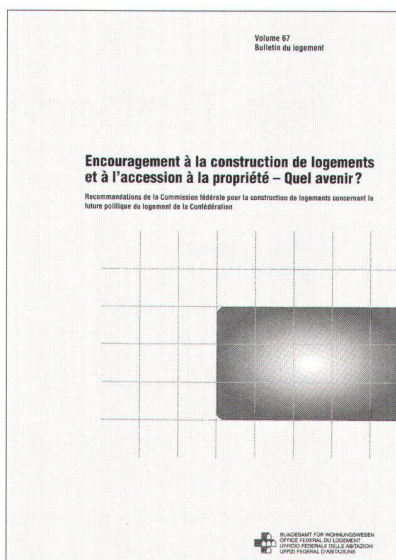 Volume 67
Bulletin du logement
Encouragement à la construction de logements
et à l'accession à la propriété – Quel avenir?
Recommandations de la Commission fédérale pour la construction de logements concernant la
future politique du logement de la Confédération
BUNDESAMT FÜR WOHNUNGSWESEN
OFFICE FEDERAL DU LOGEMENT
UFFICIO FEDERALE DELLE ABITAZIONI
UFFIZI FEDERAL D'ABITAZIUNS